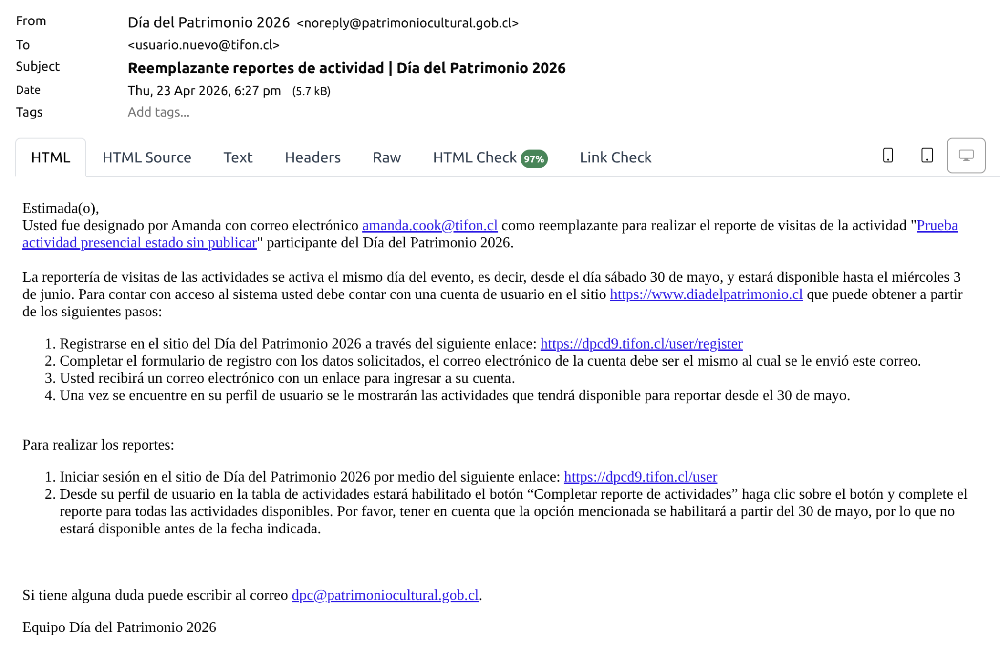 From Día del Patrimonio 2026 <noreply@patrimoniocultural.gob.cl>
To <usuario.nuevo@tifon.cl>
Subject Reemplazante reportes de actividad | Día del Patrimonio 2026
Date Thu, 23 Apr 2026, 6:27 pm (5.7 kB)
Tags Add tags...
HTML HTML Source Text Headers Raw HTML Check 97% Link Check
Estimada(o),
Usted fue designado por Amanda con correo electrónico amanda.cook@tifon.cl como reemplazante para realizar el reporte de visitas de la actividad "Prueba
actividad presencial estado sin publicar" participante del Día del Patrimonio 2026.
La reportería de visitas de las actividades se activa el mismo día del evento, es decir, desde el día sábado 30 de mayo, y estará disponible hasta el miércoles 3
de junio. Para contar con acceso al sistema usted debe contar con una cuenta de usuario en el sitio https://www.diadelpatrimonio.cl que puede obtener a partir
de los siguientes pasos:
1. Registrarse en el sitio del Día del Patrimonio 2026 a través del siguiente enlace: https://dpcd9.tifon.cl/user/register
2. Completar el formulario de registro con los datos solicitados, el correo electrónico de la cuenta debe ser el mismo al cual se le envió este correo.
3. Usted recibirá un correo electrónico con un enlace para ingresar a su cuenta.
4. Una vez se encuentre en su perfil de usuario se le mostrarán las actividades que tendrá disponible para reportar desde el 30 de mayo.
Para realizar los reportes:
1. Iniciar sesión en el sitio de Día del Patrimonio 2026 por medio del siguiente enlace: https://dpcd9.tifon.cl/user
2. Desde su perfil de usuario en la tabla de actividades estará habilitado el botón “Completar reporte de actividades” haga clic sobre el botón y complete el
reporte para todas las actividades disponibles. Por favor, tener en cuenta que la opción mencionada se habilitará a partir del 30 de mayo, por lo que no
estará disponible antes de la fecha indicada.
Si tiene alguna duda puede escribir al correo dpc@patrimoniocultural.gob.cl.
Equipo Día del Patrimonio 2026